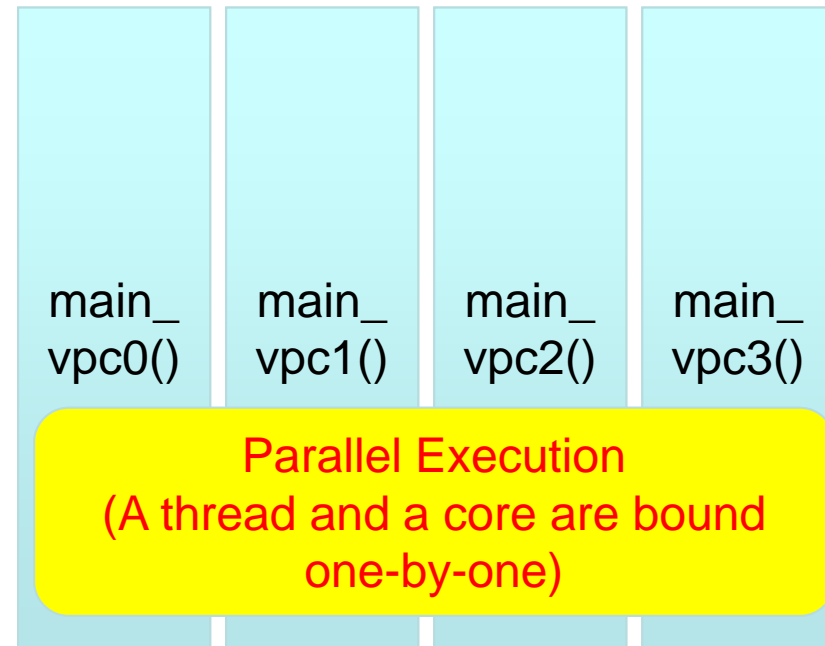 main_ main_ main_ main_
vpc0() vpc1() vpc2() vpc3()
Parallel Execution
(A thread and a core are bound
one-by-one)